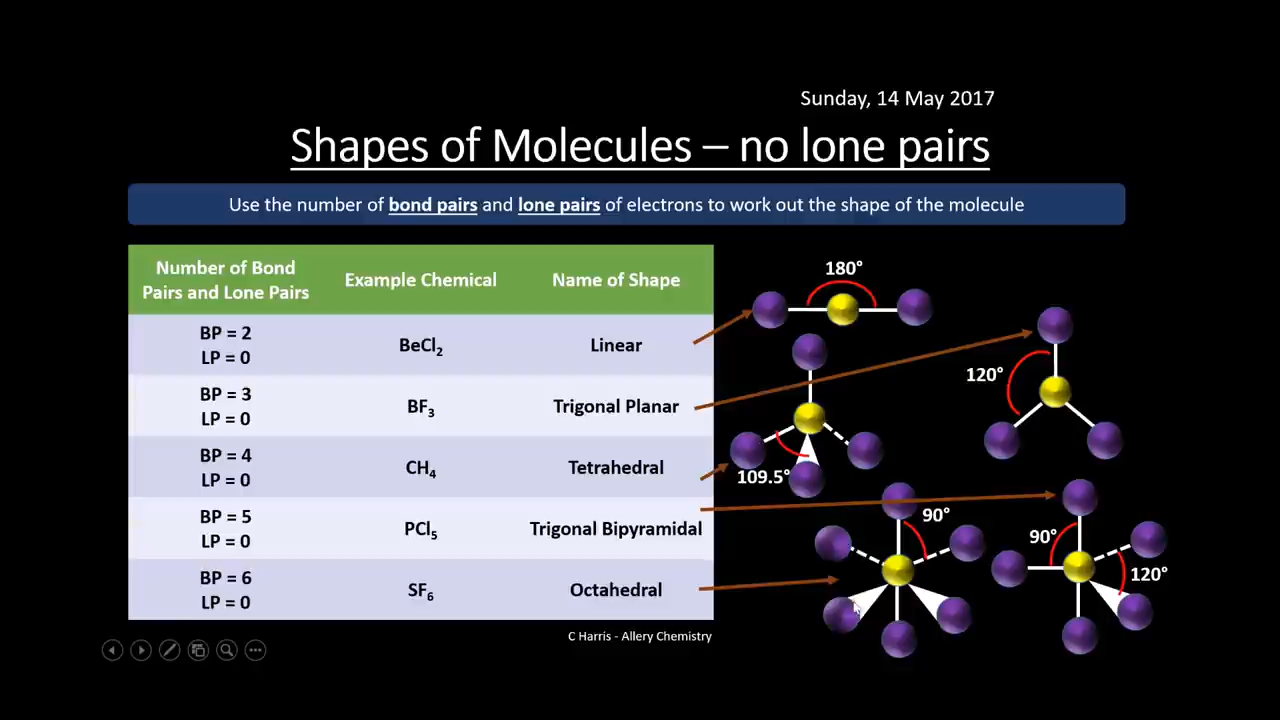 Sunday, 14 May 2017
Shapes of Molecules – no lone pairs
Use the number of bond pairs and lone pairs of electrons to work out the shape of the molecule
Number of Bond
Pairs and Lone Pairs
Example Chemical
Name of Shape
BP = 2
LP = 0
BeCl₂
Linear
BP = 3
LP = 0
BF₃
Trigonal Planar
BP = 4
LP = 0
CH₄
Tetrahedral
BP = 5
LP = 0
PCl₅
Trigonal Bipyramidal
BP = 6
LP = 0
SF₆
Octahedral
180°
120°
109.5°
90°
90°
120°
C Harris - Allery Chemistry